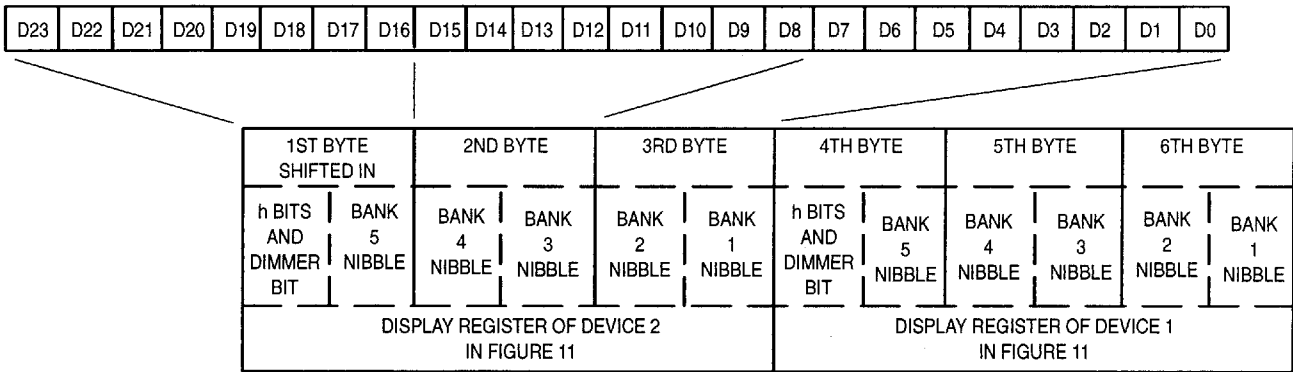 D23 D22 D21 D20 D19 D18 D17 D16 D15 D14 D13 D12 D11 D10 D9 D8 D7 D6 D5 D4 D3 D2 D1 D0
1ST BYTE
SHIFTED IN
2ND BYTE
3RD BYTE
4TH BYTE
5TH BYTE
6TH BYTE
h BITS
AND
DIMMER
BIT
BANK
5
NIBBLE
BANK
4
NIBBLE
BANK
3
NIBBLE
BANK
2
NIBBLE
BANK
1
NIBBLE
h BITS
AND
DIMMER
BIT
BANK
5
NIBBLE
BANK
4
NIBBLE
BANK
3
NIBBLE
BANK
2
NIBBLE
BANK
1
NIBBLE
DISPLAY REGISTER OF DEVICE 2
IN FIGURE 11
DISPLAY REGISTER OF DEVICE 1
IN FIGURE 11